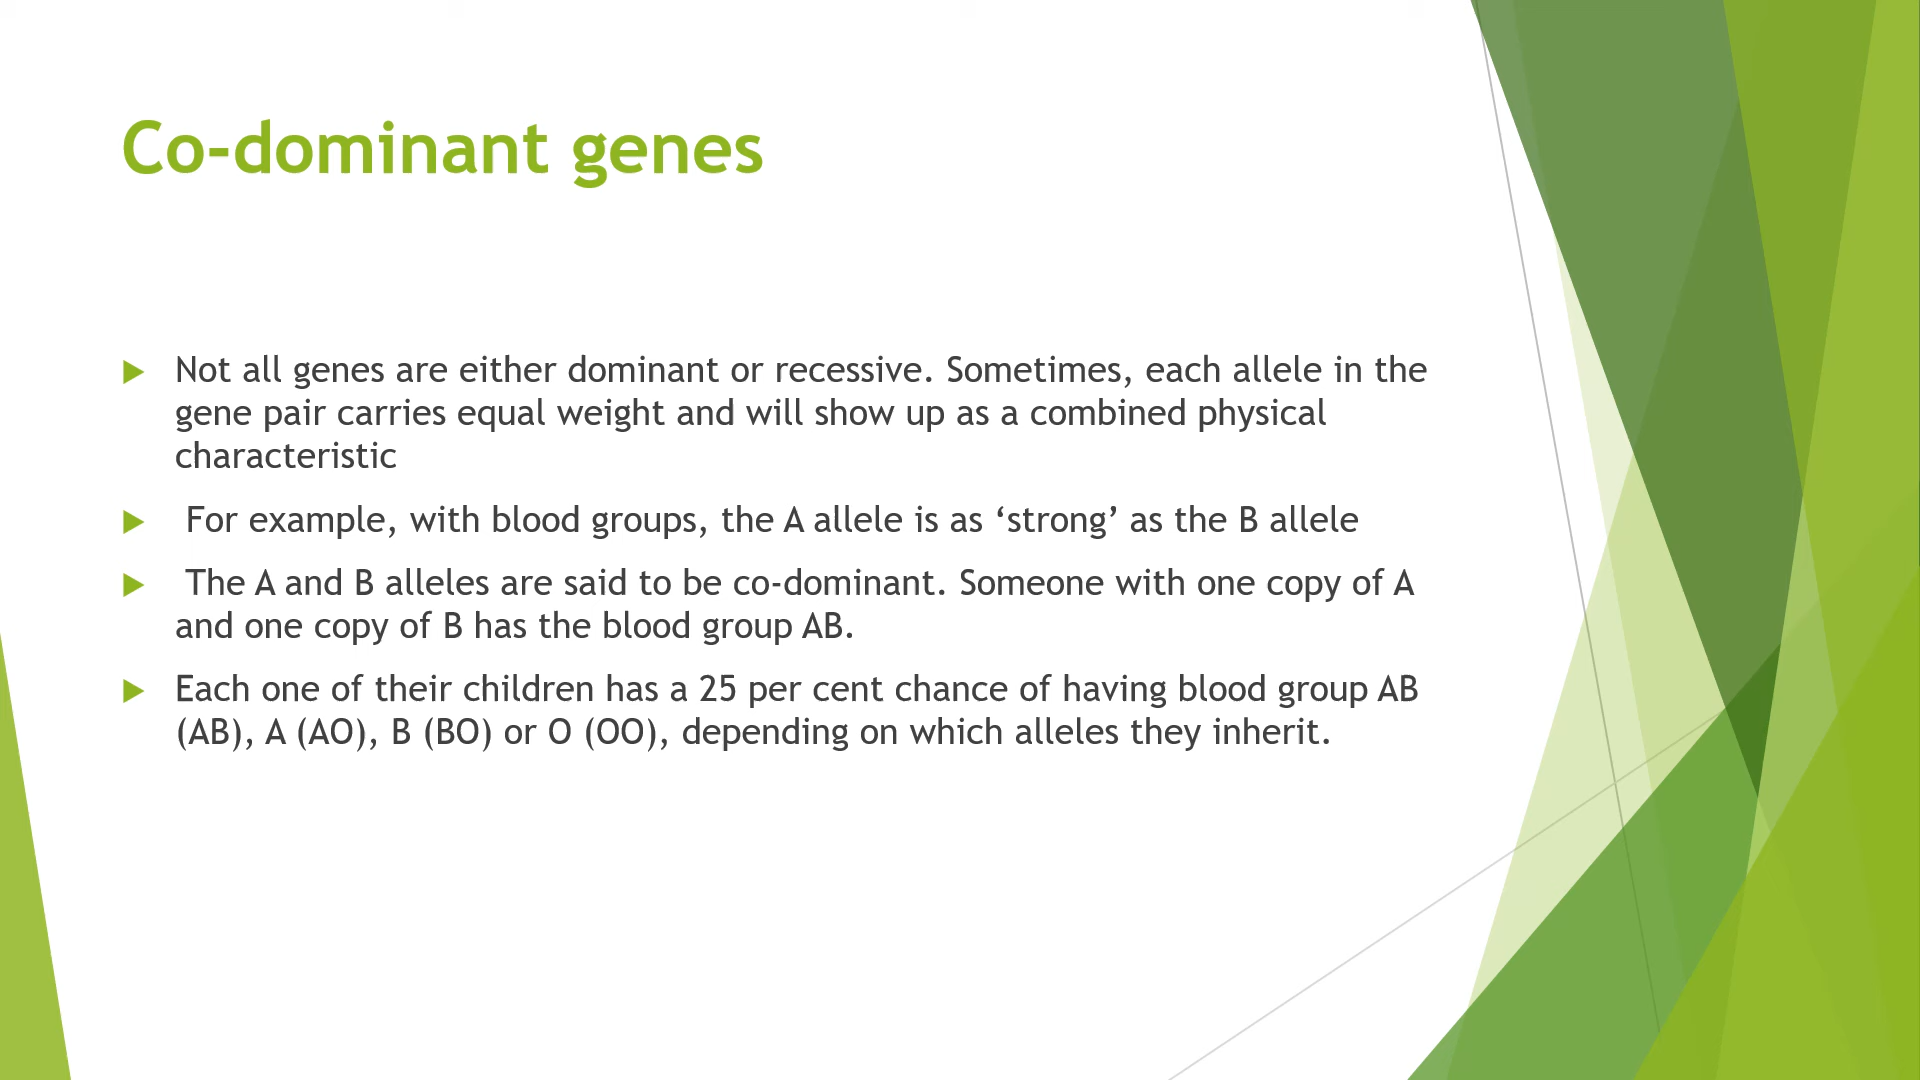 Co-dominant genes
Not all genes are either dominant or recessive. Sometimes, each allele in the
gene pair carries equal weight and will show up as a combined physical
characteristic
For example, with blood groups, the A allele is as ‘strong’ as the B allele
The A and B alleles are said to be co-dominant. Someone with one copy of A
and one copy of B has the blood group AB.
Each one of their children has a 25 per cent chance of having blood group AB
(AB), A (AO), B (BO) or O (OO), depending on which alleles they inherit.